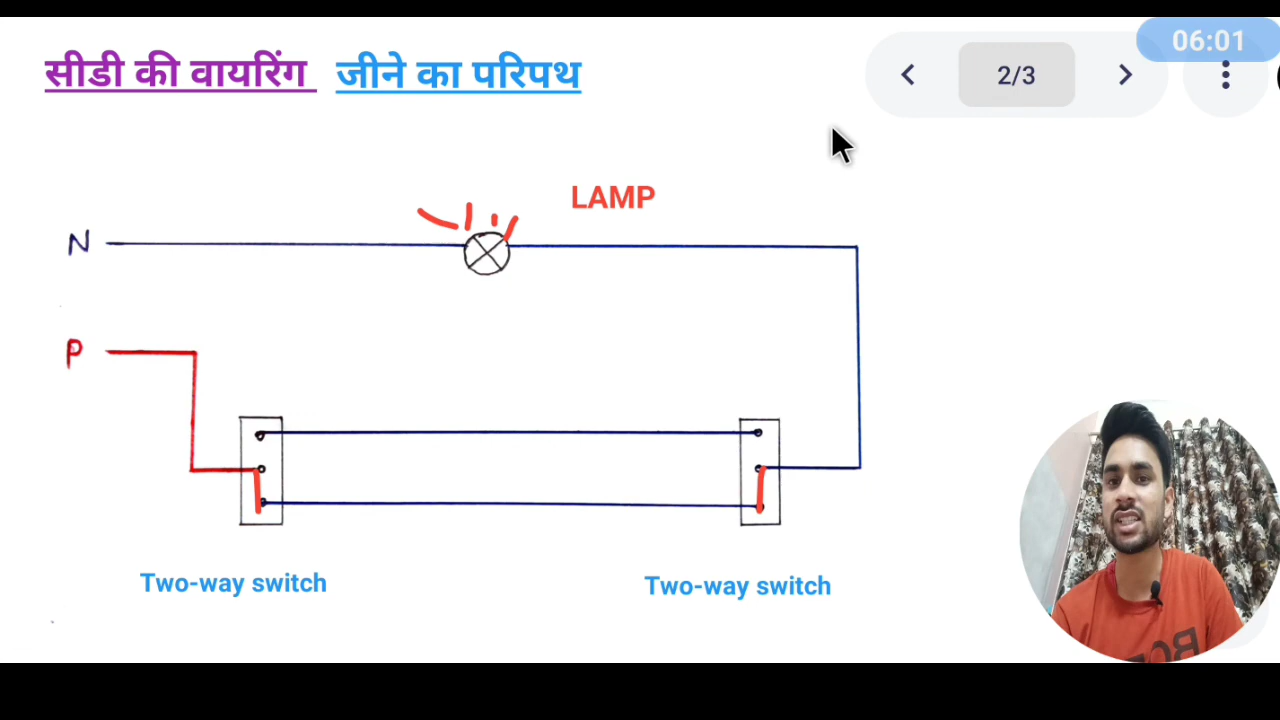 सीडी की वायरिंग जीने का परिपथ
06:01
2/3
LAMP
N
P
Two-way switch
Two-way switch